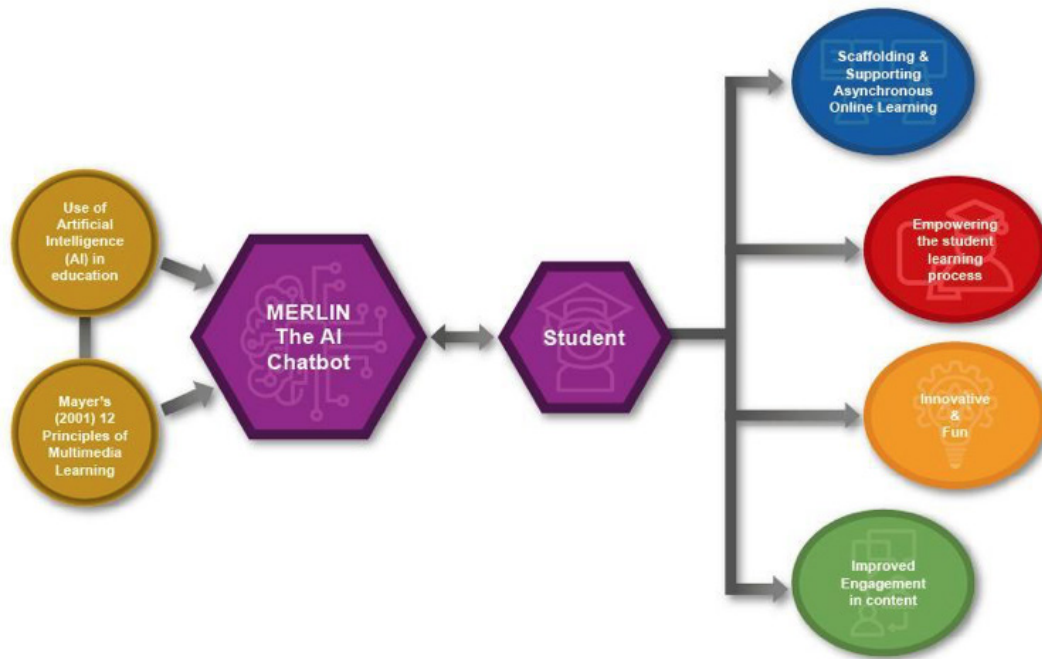 Use of
Artificial
Intelligence
(AI) in
education
Mayer's
(2001) 12
Principles of
Multimedia
Learning
MERLIN
The AI
Chatbot
Student
Scaffolding &
Supporting
Asynchronous
Online Learning
Empowering
the student
learning
process
Innovative
&
Fun
Improved
Engagement
in content